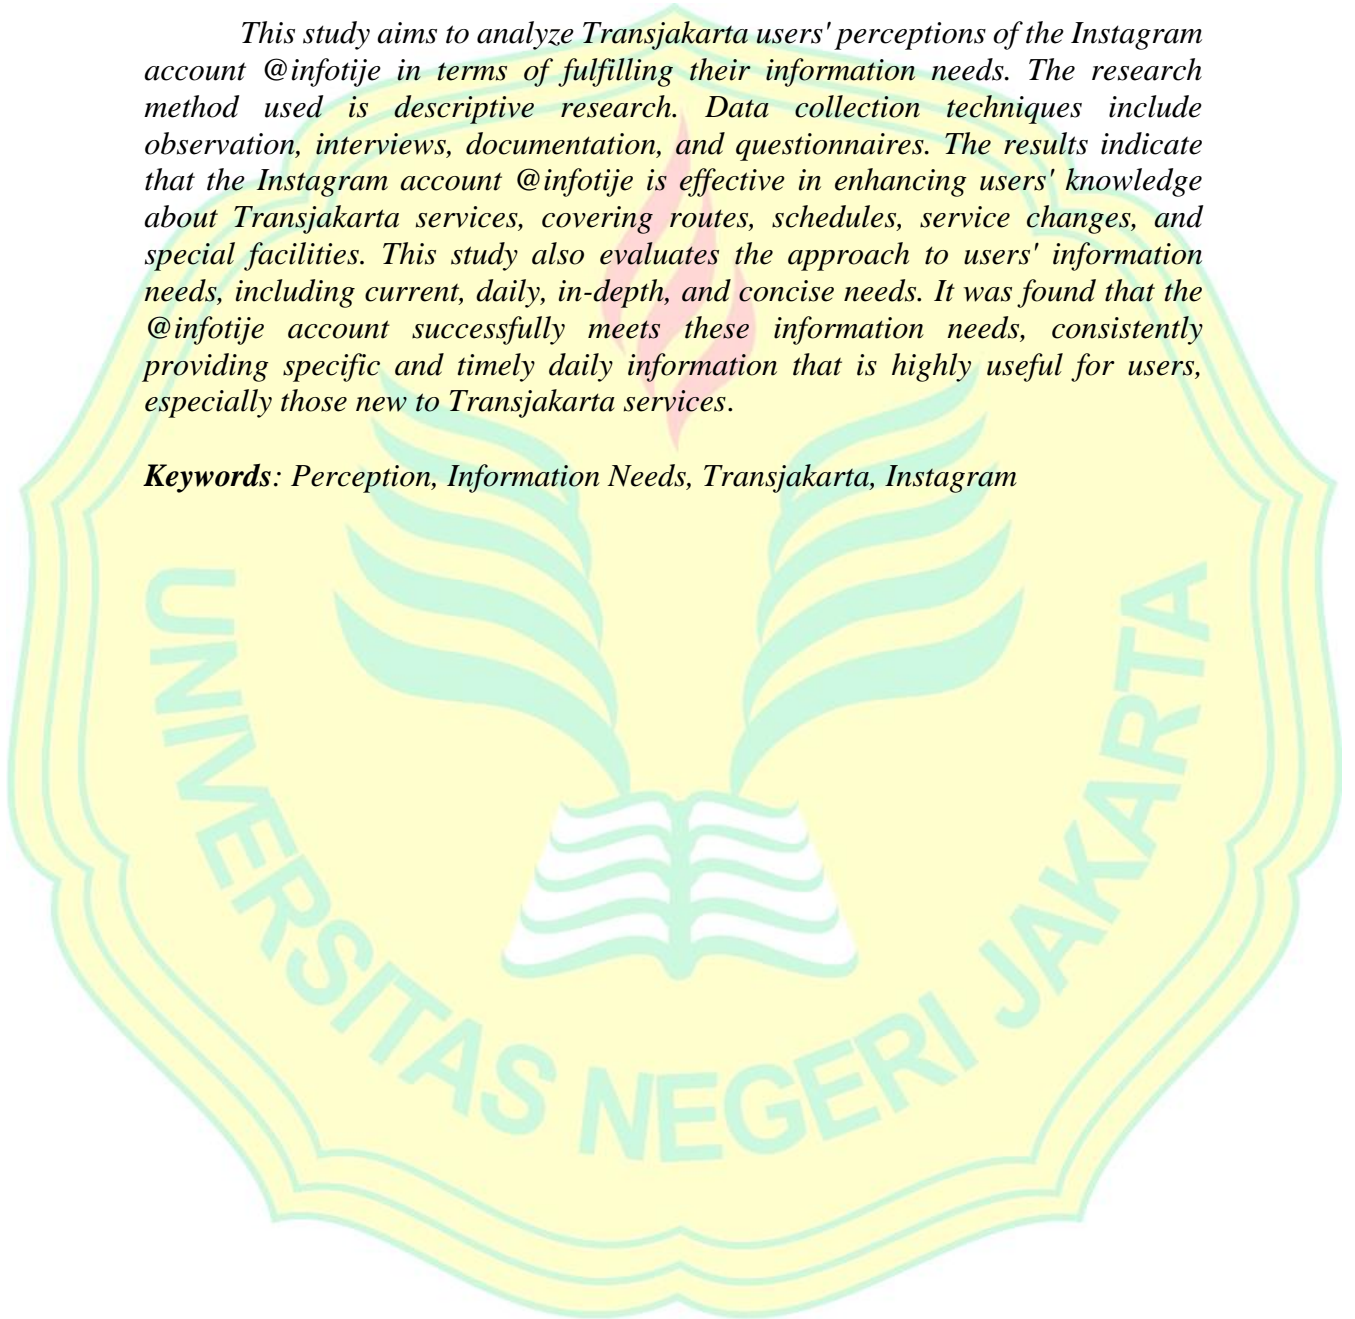 This study aims to analyze Transjakarta users' perceptions of the Instagram
account @infotije in terms of fulfilling their information needs. The research
method used is descriptive research. Data collection techniques include
observation, interviews, documentation, and questionnaires. The results indicate
that the Instagram account @infotije is effective in enhancing users' knowledge
about Transjakarta services, covering routes, schedules, service changes, and
special facilities. This study also evaluates the approach to users' information
needs, including current, daily, in-depth, and concise needs. It was found that the
@infotije account successfully meets these information needs, consistently
providing specific and timely daily information that is highly useful for users,
especially those new to Transjakarta services.
Keywords: Perception, Information Needs, Transjakarta, Instagram
UNIVERSITAS NEGERI JAKARTA